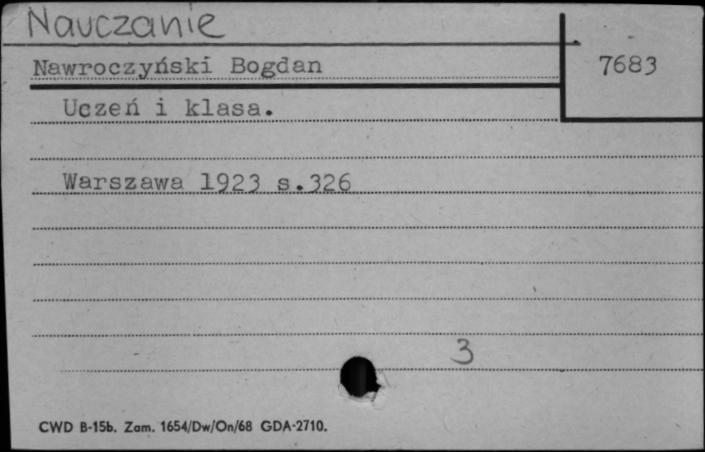 Nauczanie
Nawroczyński Bogdan
7683
Uczeń i klasa.
Warszawa 1923 s.326
3
CWD B-15b. Zam. 1654/Dw/On/68 GDA-2710.